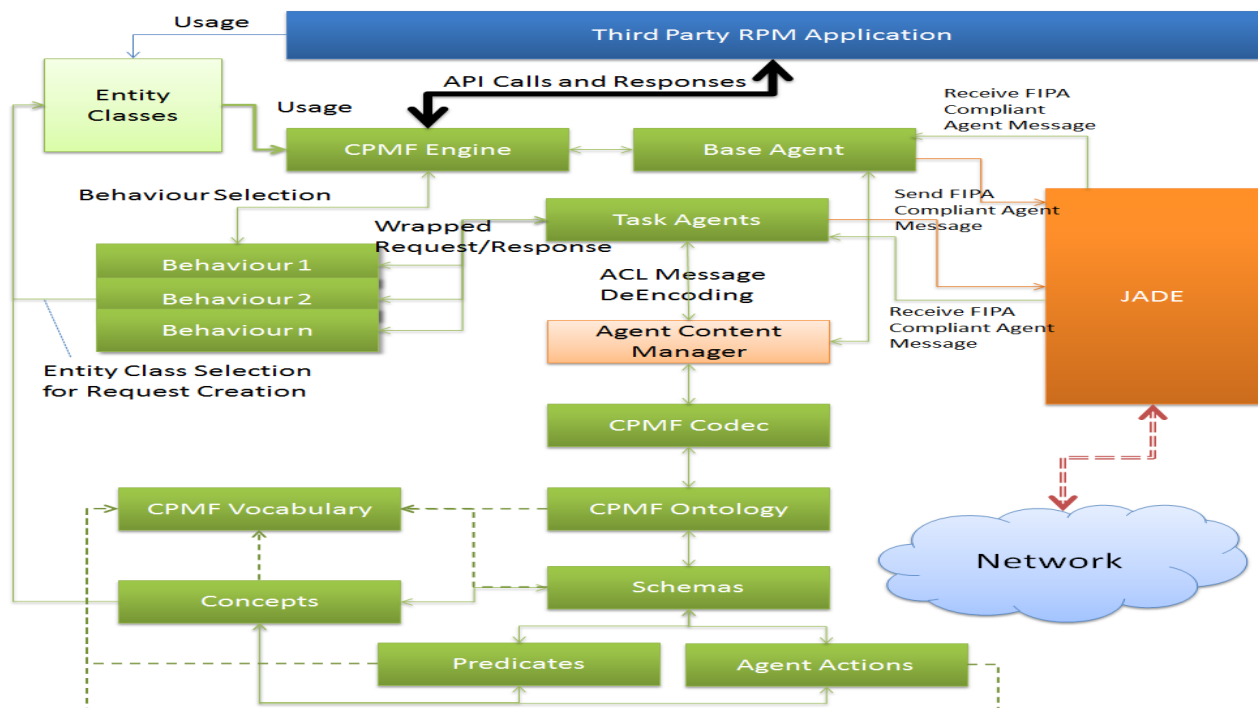 Usage
Third Party RPM Application
API Calls and Responses
Entity
Classes
Usage
Receive FIPA
Compliant
Agent Message
CPMF Engine
Base Agent
Behaviour Selection
Send FIPA
Compliant Agent
Message
Wrapped
Request/Response
Task Agents
Behaviour 1
Behaviour 2
Behaviour n
ACL Message
DeEncoding
JADE
Receive FIPA
Compliant Agent
Message
Agent Content
Manager
Entity Class Selection
for Request Creation
CPMF Codec
CPMF Vocabulary
CPMF Ontology
Network
Concepts
Schemas
Predicates
Agent Actions